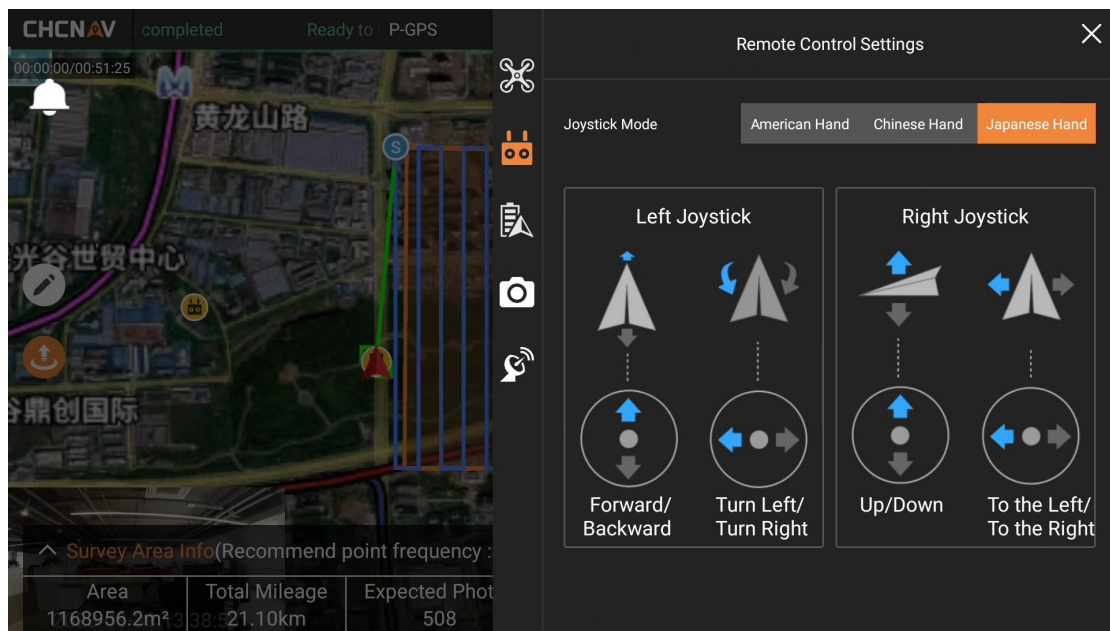 CHCNAV
completed
Ready to
P-GPS
00:00:00/00:51:25
黄龙山路
光谷世贸中心
谷鼎创国际
S
Survey Area Info(Recommend point frequency :
Area
Total Mileage
Expected Phot
1168956.2m²
21.10km
508
Remote Control Settings
Joystick Mode
American Hand
Chinese Hand
Japanese Hand
Left Joystick
Right Joystick
Forward/
Backward
Turn Left/
Turn Right
Up/Down
To the Left/
To the Right